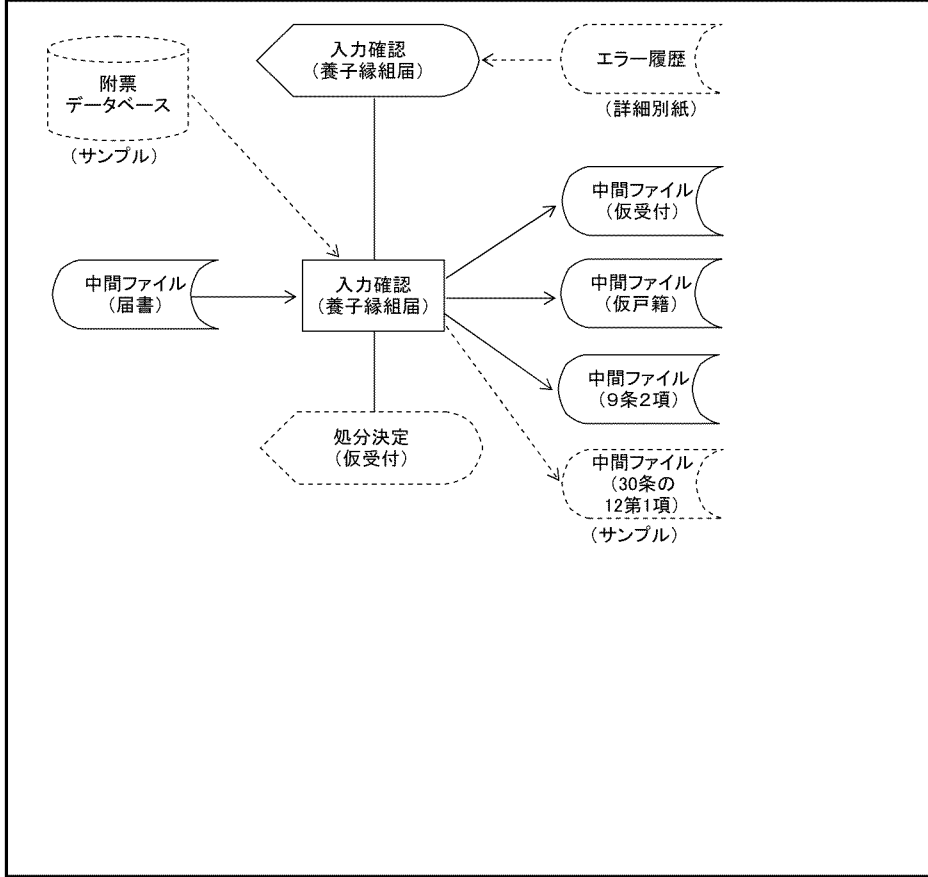 入力確認
（養子縁組届）
エラー履歴
（詳細別紙）
附票
データベース
（サンプル）
中間ファイル
（仮受付）
中間ファイル
（届書）
入力確認
（養子縁組届）
中間ファイル
（仮戸籍）
中間ファイル
（９条２項）
処分決定
（仮受付）
中間ファイル
（30条の
12第1項）
（サンプル）